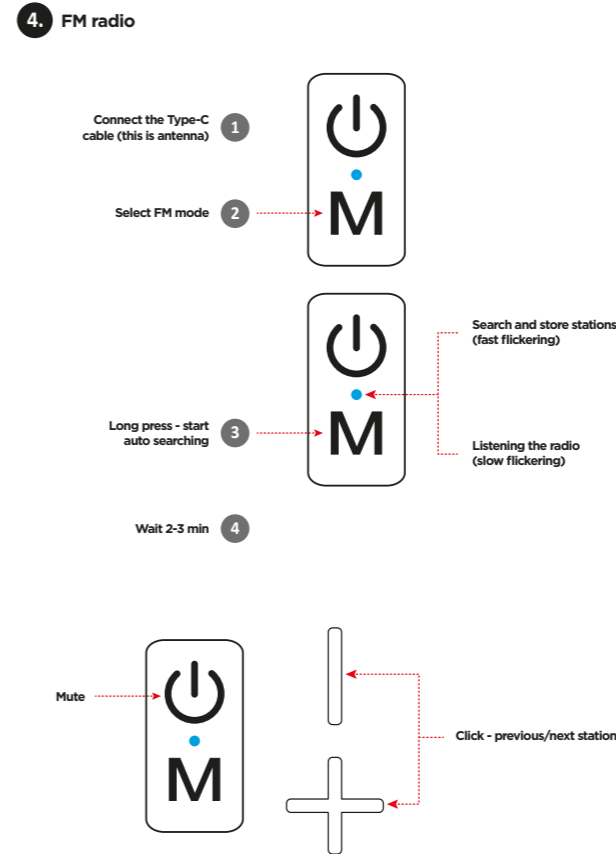 4. FM radio
Connect the Type-C
cable (this is antenna)
1
Select FM mode
2
M
Search and store stations
(fast flickering)
Long press - start
auto searching
3
M
Listening the radio
(slow flickering)
Wait 2-3 min
4
Mute
M
Click - previous/next station